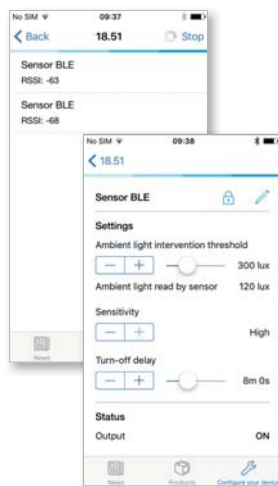 No SIM 09:37
Back 18.51 Stop
Sensor BLE
RSSI: -63
Sensor BLE
RSSI: -68
News
No SIM 09:38
18.51
Sensor BLE
Settings
Ambient light intervention threshold
− + 300 lux
Ambient light read by sensor 120 lux
Sensitivity
− + High
Turn-off delay
− + 8m 0s
Status
Output ON
News Products Configure your device